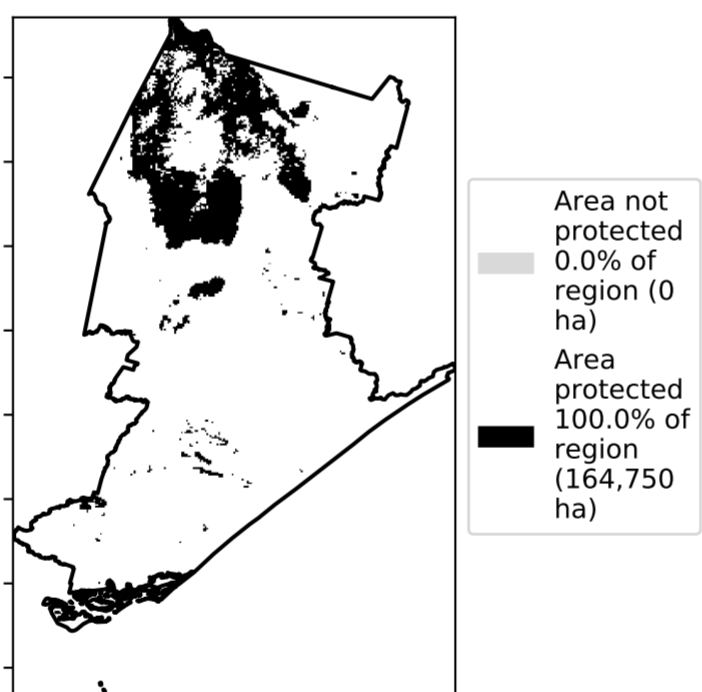 Area not
protected
0.0% of
region (0
ha)
Area
protected
100.0% of
region
(164,750
ha)